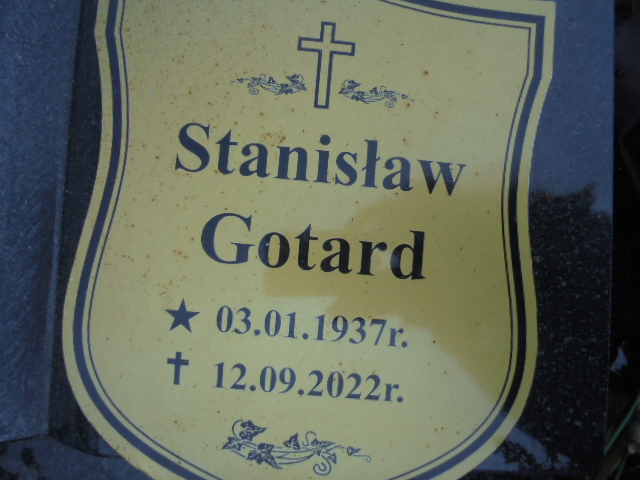 Stanisław
Gotard
★ 03.01.1937r.
✝ 12.09.2022r.